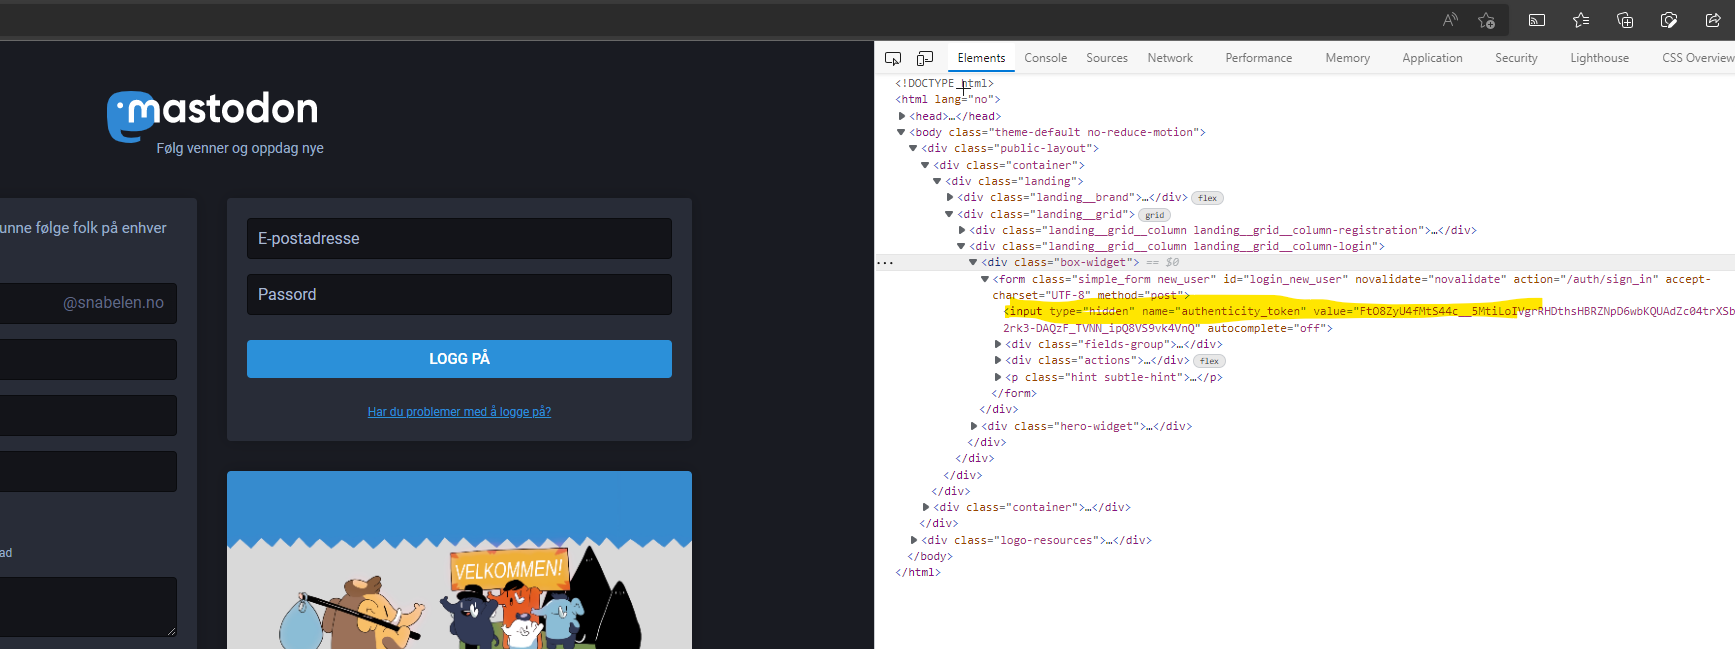 mastodon
Følg venner og oppdag nye
unne følge folk på enhver
@snabelen.no
ad
E-postadresse
Passord
LOGG PÅ
Har du problemer med å logge på?
VELKOMMEN!
Elements Console Sources Network Performance Memory Application Security Lighthouse CSS Overview
<!DOCTYPE html>
<html lang="no">
<head>…</head>
<body class="theme-default no-reduce-motion">
<div class="public-layout">
<div class="container">
<div class="landing">
<div class="landing__brand">…</div> flex
<div class="landing__grid"> grid
<div class="landing__grid__column landing__grid__column-registration">…</div>
<div class="landing__grid__column landing__grid__column-login">
... <div class="box-widget"> == $0
<form class="simple_form new_user" id="login_new_user" novalidate="novalidate" action="/auth/sign_in" accept-
charset="UTF-8" method="post">
<input type="hidden" name="authenticity_token" value="FtO8ZyU4fMtS44c__5MtiLoIVgrRHDthsHBRZNpD6wbKQUAdZc04trXSb
2rk3-DAQzF_TVNN_ipQ8VS9vk4VnQ" autocomplete="off">
<div class="fields-group">…</div>
<div class="actions">…</div> flex
<p class="hint subtle-hint">…</p>
</form>
</div>
<div class="hero-widget">…</div>
</div>
</div>
</div>
</div>
<div class="container">…</div>
</div>
<div class="logo-resources">…</div>
</body>
</html>